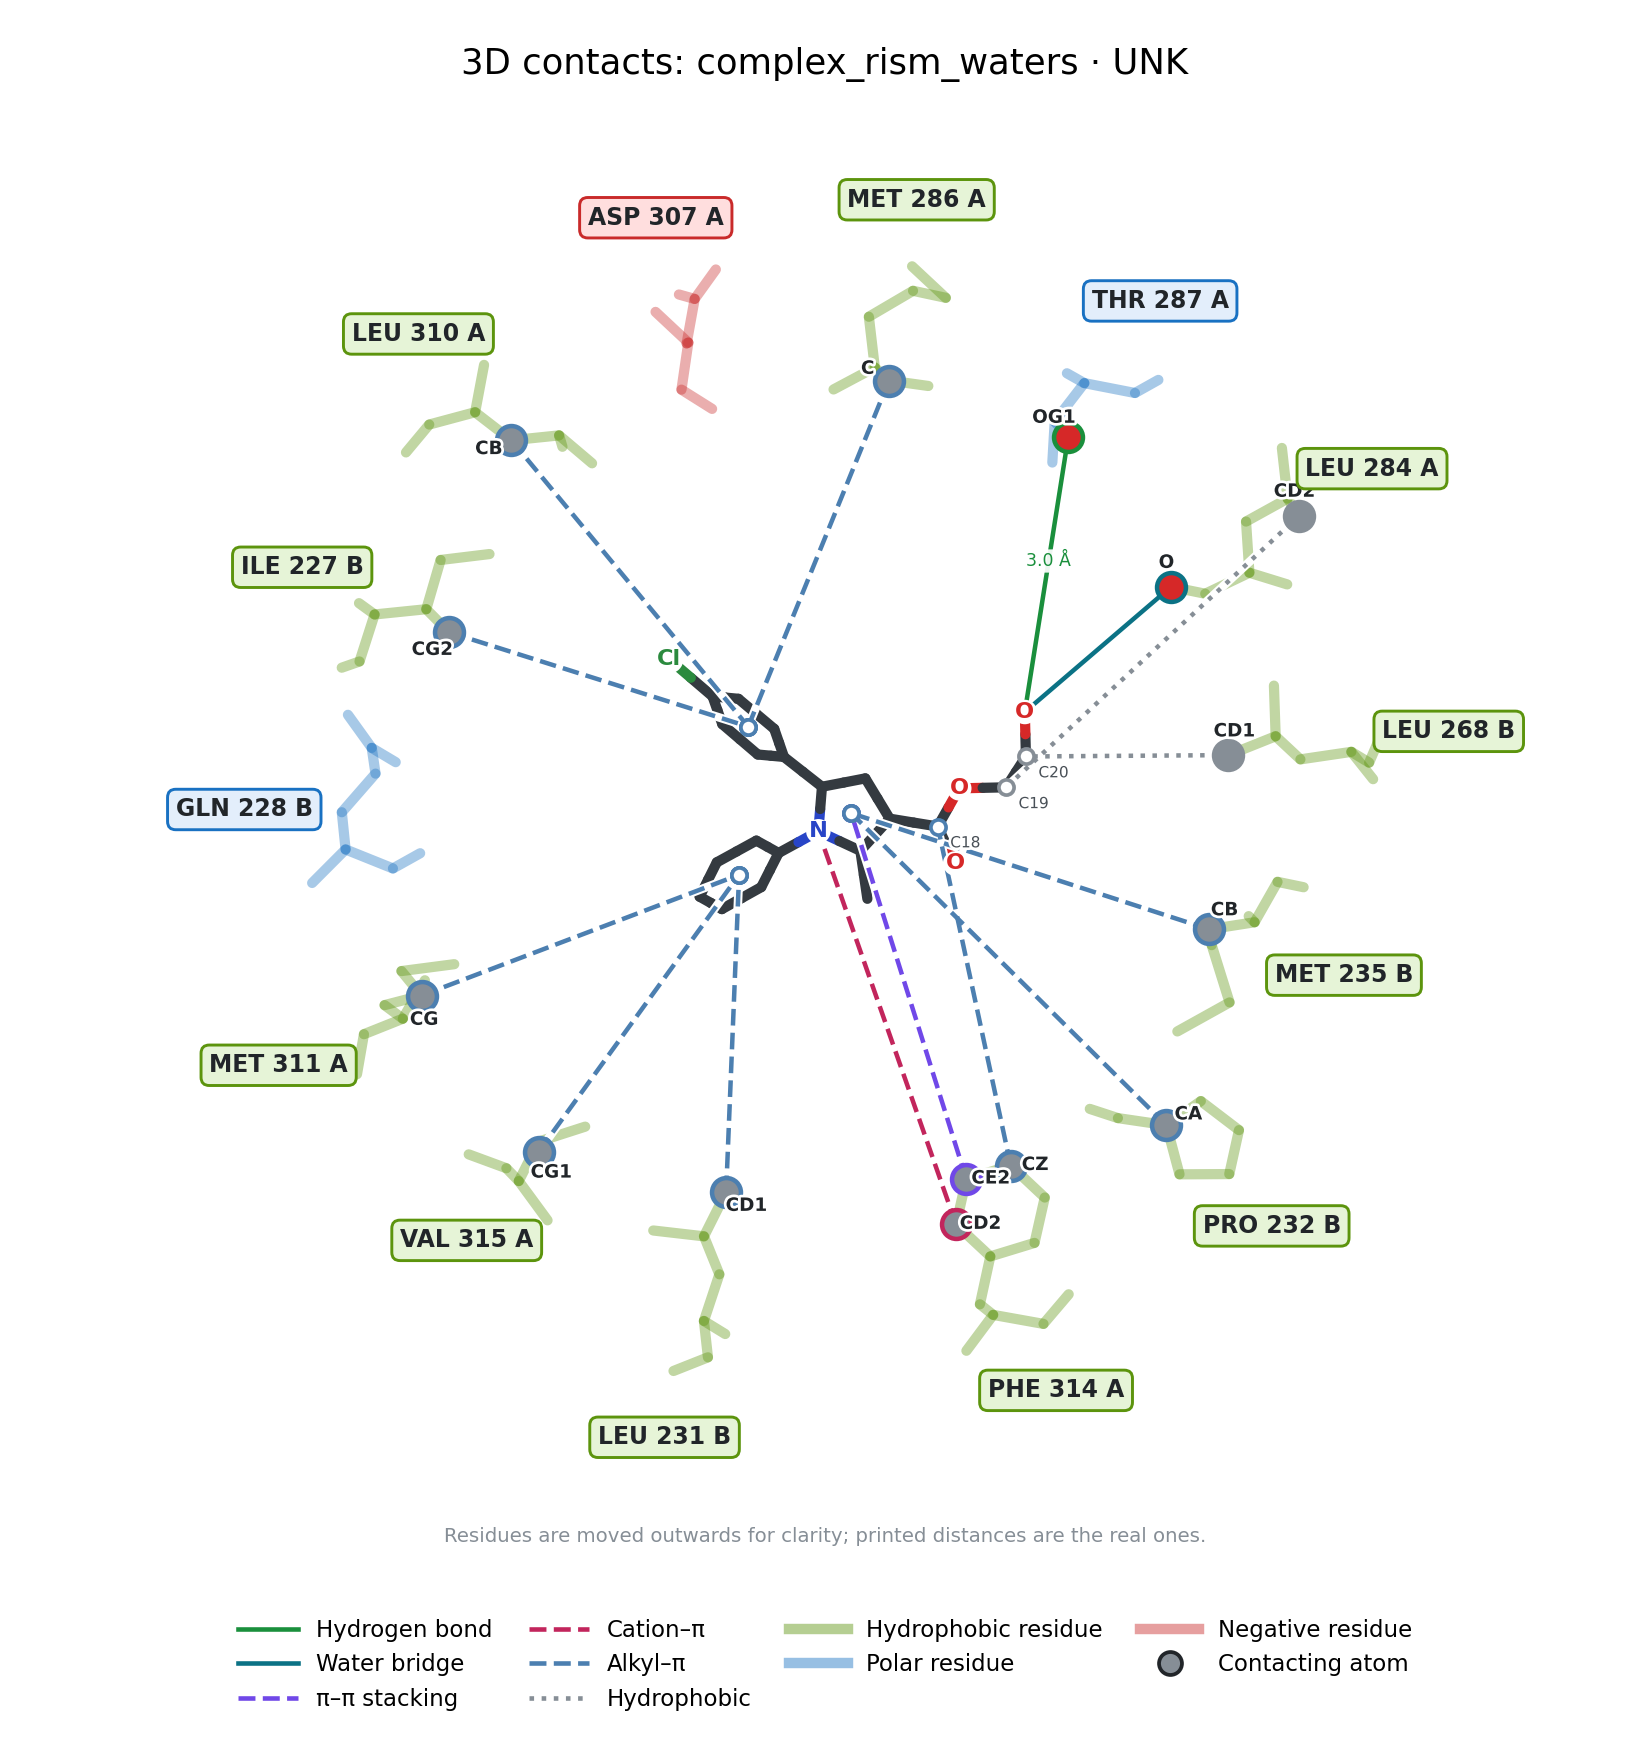 3D contacts: complex_rism_waters · UNK
MET 286 A
ASP 307 A
THR 287 A
LEU 310 A
C
OG1
CB
LEU 284 A
CD2
ILE 227 B
3.0 Å
O
CG2
Cl
O
CD1
LEU 268 B
C20
GLN 228 B
O
C19
N
C18
O
CB
MET 235 B
CG
MET 311 A
CA
CZ
CG1
CE2
CD1
CD2
PRO 232 B
VAL 315 A
PHE 314 A
LEU 231 B
Residues are moved outwards for clarity; printed distances are the real ones.
Hydrogen bond
Water bridge
π–π stacking
Cation–π
Alkyl–π
Hydrophobic
Hydrophobic residue
Polar residue
Negative residue
Contacting atom